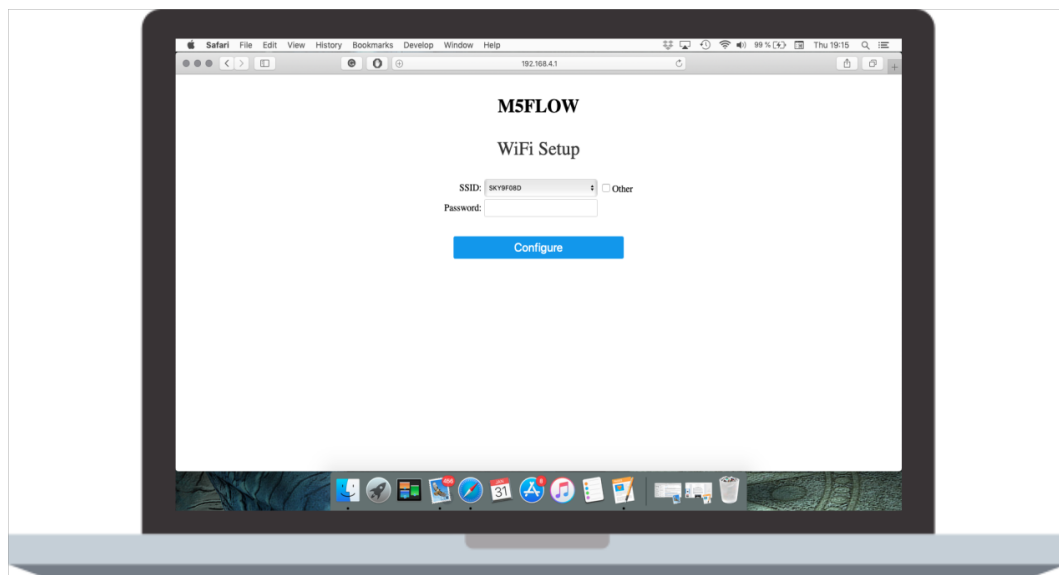 Safari File Edit View History Bookmarks Develop Window Help 99 % Thu 19:15
192.168.4.1
M5FLOW
WiFi Setup
SSID: SKY9F08D Other
Password:
Configure
31